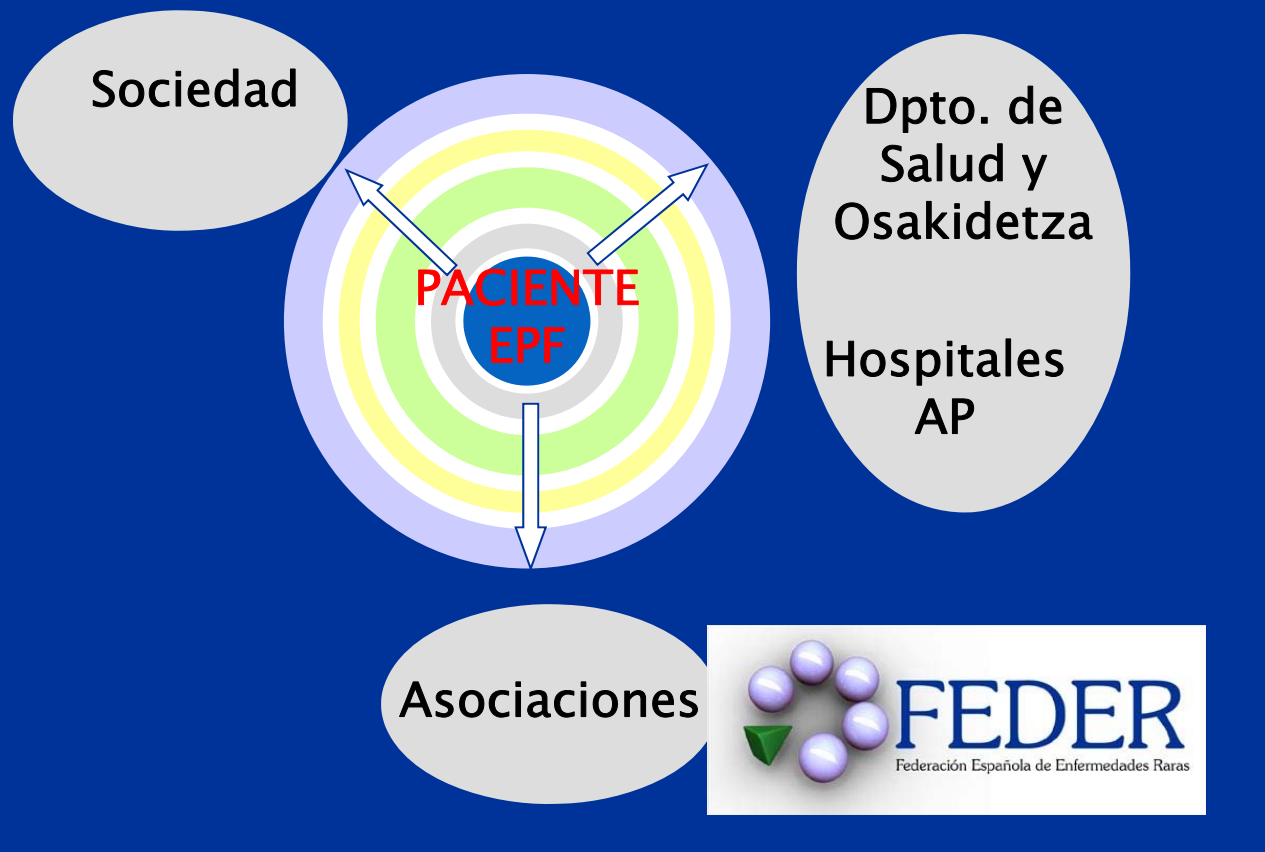 Sociedad
Dpto. de
Salud y
Osakidetza
Hospitales
AP
PACIENTE
EPF
Asociaciones
FEDER
Federación Española de Enfermedades Raras